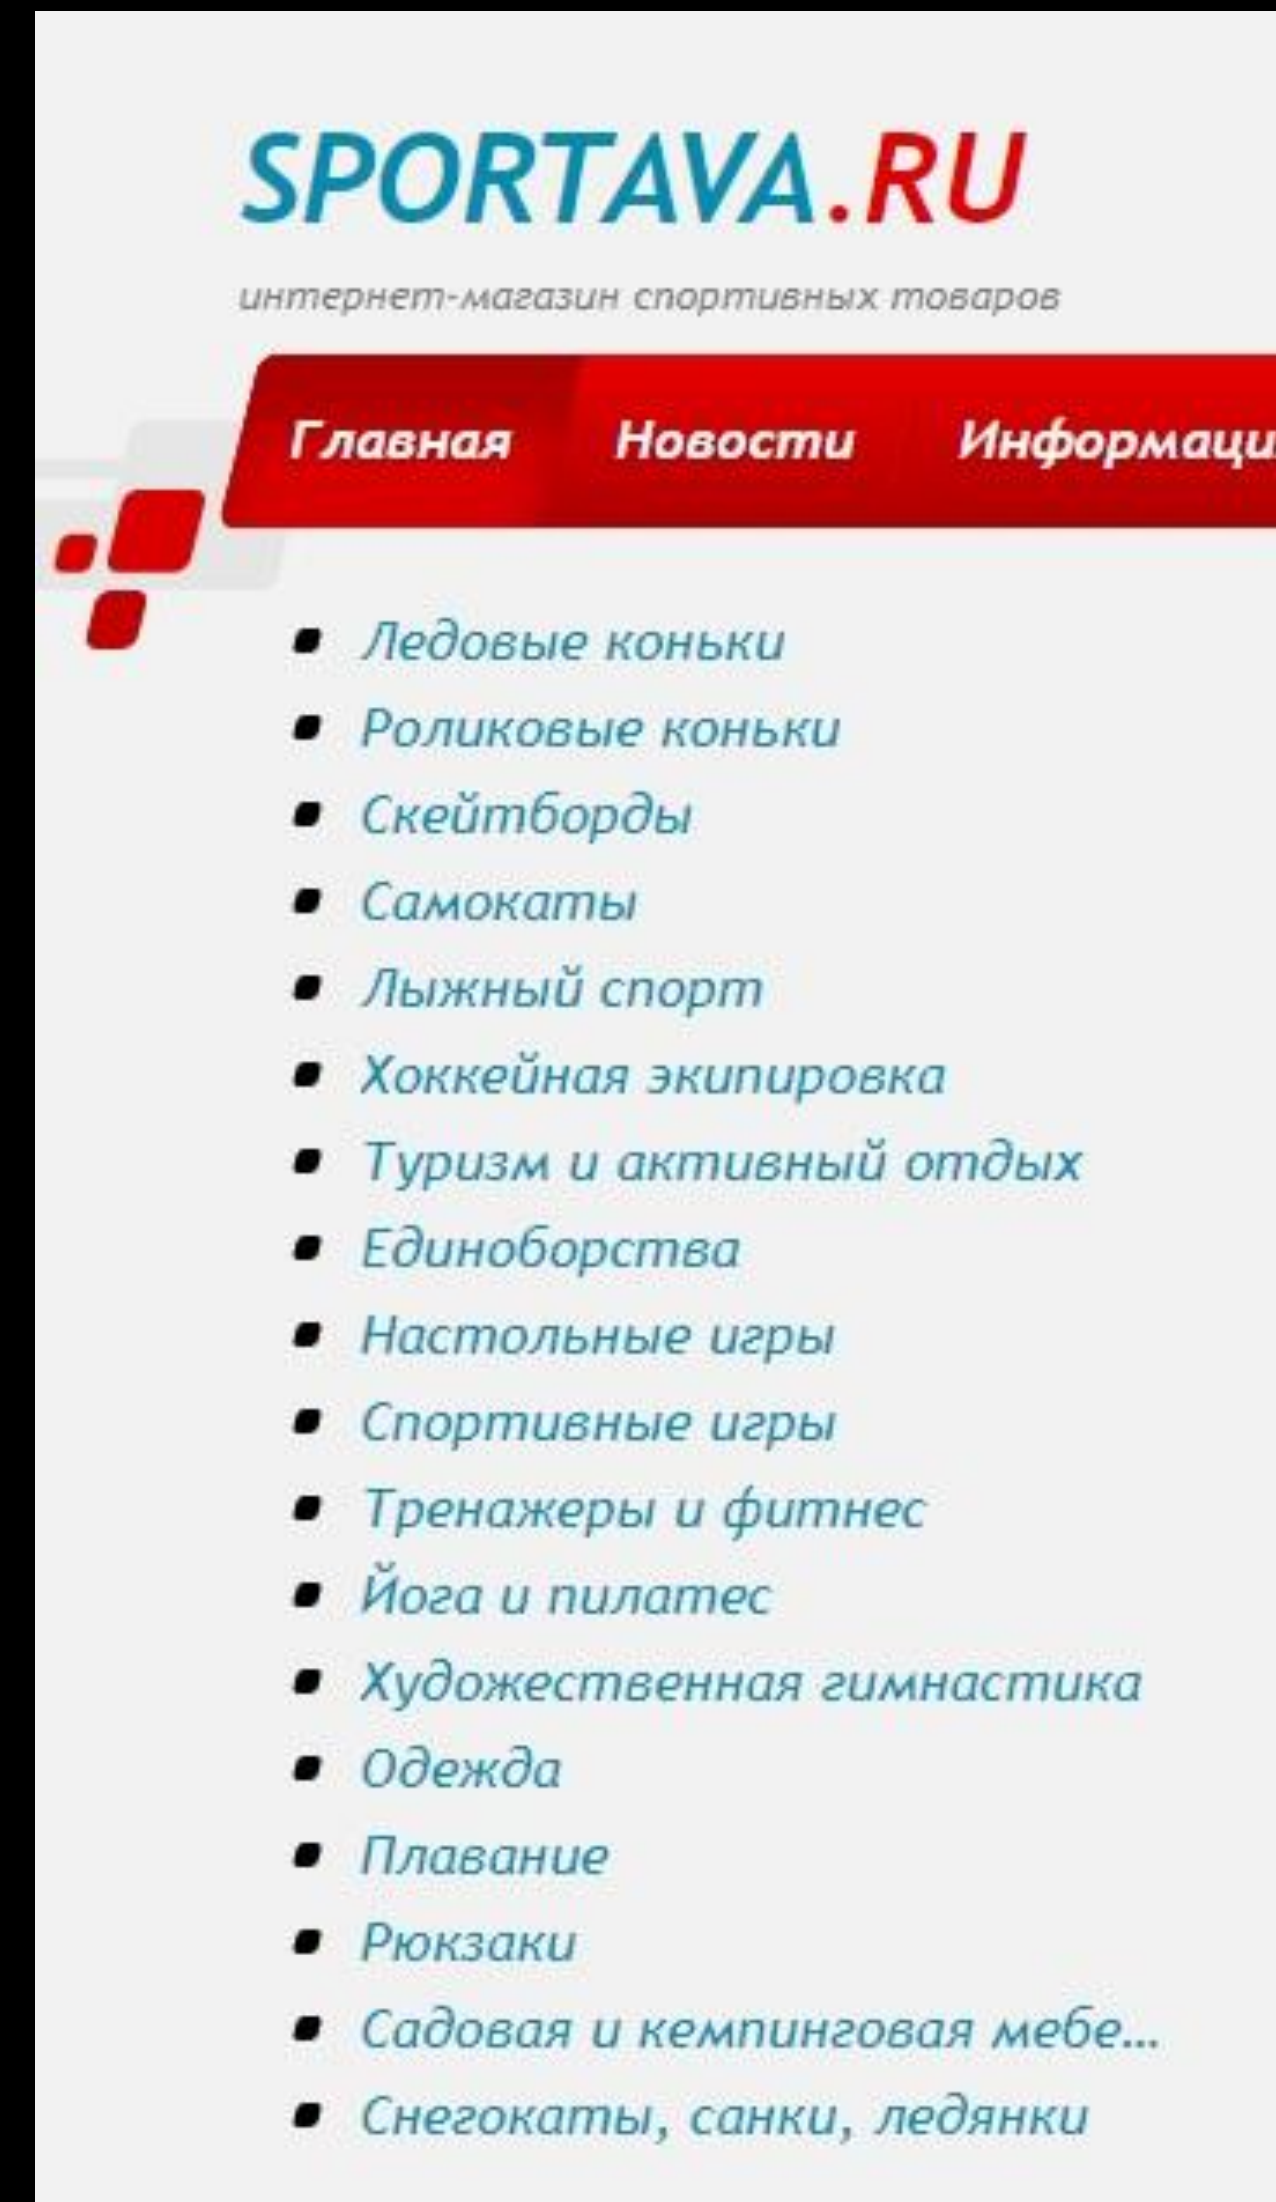 SPORTAVA.RU
интернет-магазин спортивных товаров
Главная Новости Информаци
Ледовые коньки
Роликовые коньки
Скейтборды
Самокаты
Лыжный спорт
Хоккейная экипировка
Туризм и активный отдых
Единоборства
Настольные игры
Спортивные игры
Тренажеры и фитнес
Йога и пилатес
Художественная гимнастика
Одежда
Плавание
Рюкзаки
Садовая и кемпинговая мебе...
Снегокаты, санки, ледянки